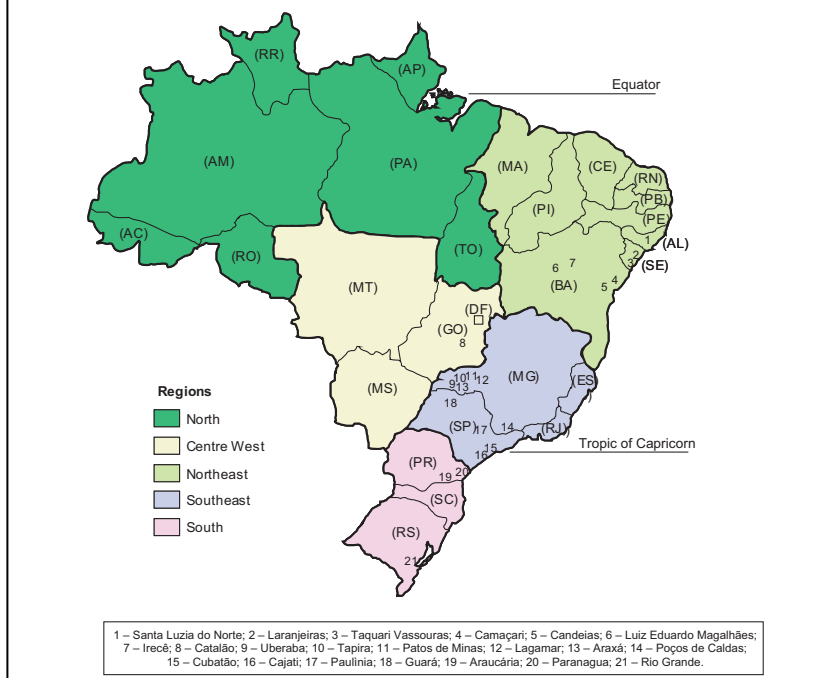 (RR)
(AP)
Equator
(AM)
(PA)
(MA)
(CE)
(RN)
(PB)
(PI)
(PE)
(AC)
(RO)
(TO)
1
(AL)
2
3
(SE)
6
7
(BA)
5
4
(MT)
(DF)
(GO)
8
(MS)
(MG)
(ES)
9
10
11
12
13
18
(SP)
17
14
(RJ)
Tropic of Capricorn
15
16
(PR)
19
20
(SC)
(RS)
21
Regions
North
Centre West
Northeast
Southeast
South
1 – Santa Luzia do Norte; 2 – Laranjeiras; 3 – Taquari Vassouras; 4 – Camaçari; 5 – Candeias; 6 – Luiz Eduardo Magalhães;
7 – Irecê; 8 – Catalão; 9 – Uberaba; 10 – Tapira; 11 – Patos de Minas; 12 – Lagamar; 13 – Araxá; 14 – Poços de Caldas;
15 – Cubatão; 16 – Cajati; 17 – Paulinia; 18 – Guará; 19 – Araucária; 20 – Paranagua; 21 – Rio Grande.